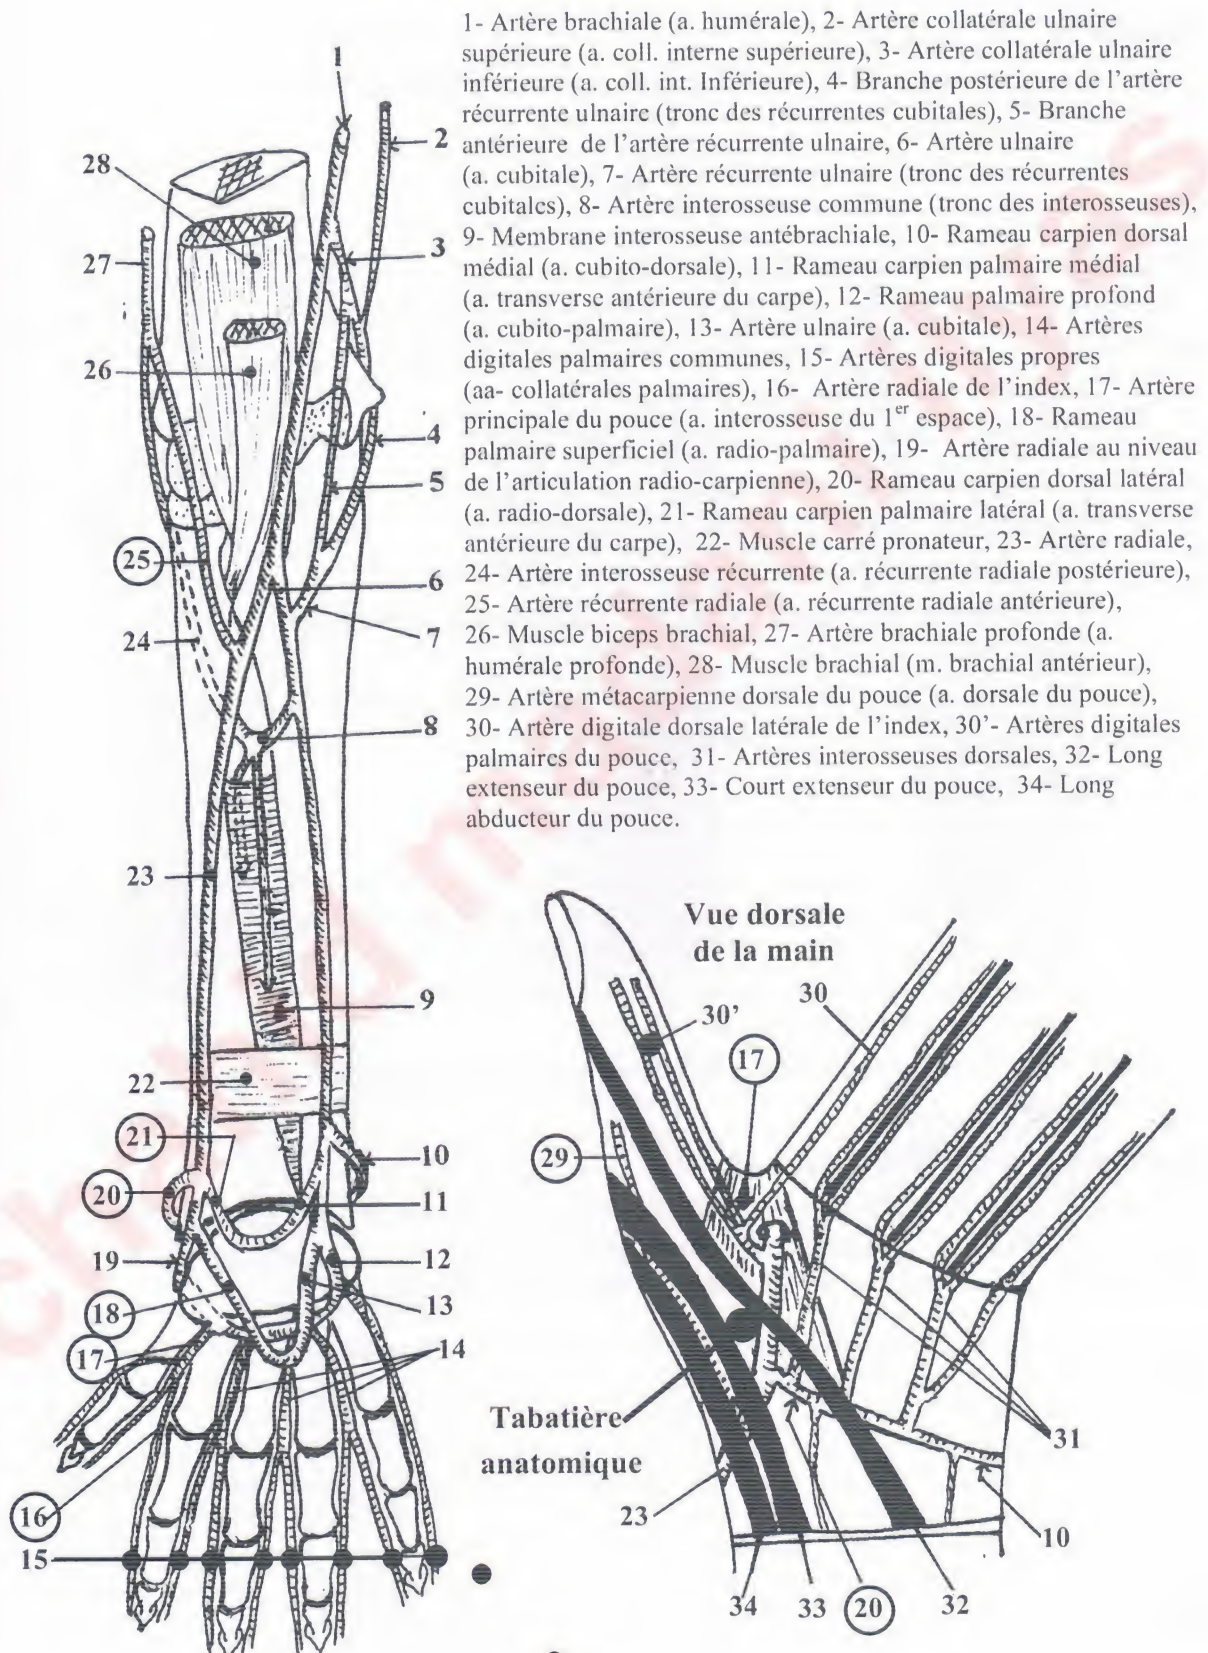 1- Artère brachiale (a. humérale), 2- Artère collatérale ulnaire
supérieure (a. coll. interne supérieure), 3- Artère collatérale ulnaire
inférieure (a. coll. int. Inférieure), 4- Branche postérieure de l'artère
récurrente ulnaire (tronc des récurrentes cubitales), 5- Branche
antérieure de l'artère récurrente ulnaire, 6- Artère ulnaire
(a. cubitale), 7- Artère récurrente ulnaire (tronc des récurrentes
cubitales), 8- Artère interosseuse commune (tronc des interosseuses),
9- Membrane interosseuse antébrachiale, 10- Rameau carpien dorsal
médial (a. cubito-dorsale), 11- Rameau carpien palmaire médial
(a. transverse antérieure du carpe), 12- Rameau palmaire profond
(a. cubito-palmaire), 13- Artère ulnaire (a. cubitale), 14- Artères
digitales palmaires communes, 15- Artères digitales propres
(aa- collatérales palmaires), 16- Artère radiale de l'index, 17- Artère
principale du pouce (a. interosseuse du 1er espace), 18- Rameau
palmaire superficiel (a. radio-palmaire), 19- Artère radiale au niveau
de l'articulation radio-carpienne), 20- Rameau carpien dorsal latéral
(a. radio-dorsale), 21- Rameau carpien palmaire latéral (a. transverse
antérieure du carpe), 22- Muscle carré pronateur, 23- Artère radiale,
24- Artère interosseuse récurrente (a. récurrente radiale postérieure),
25- Artère récurrente radiale (a. récurrente radiale antérieure),
26- Muscle biceps brachial, 27- Artère brachiale profonde (a.
humérale profonde), 28- Muscle brachial (m. brachial antérieur),
29- Artère métacarpienne dorsale du pouce (a. dorsale du pouce),
30- Artère digitale dorsale latérale de l'index, 30'- Artères digitales
palmaires du pouce, 31- Artères interosseuses dorsales, 32- Long
extenseur du pouce, 33- Court extenseur du pouce, 34- Long
abducteur du pouce.
1
2
28
3
27
26
4
5
25
6
24
7
8
23
9
22
21
10
20
11
19
12
18
13
17
14
16
15
Vue dorsale
de la main
30
30'
17
29
Tabatière
anatomique
31
23
10
34
33
20
32